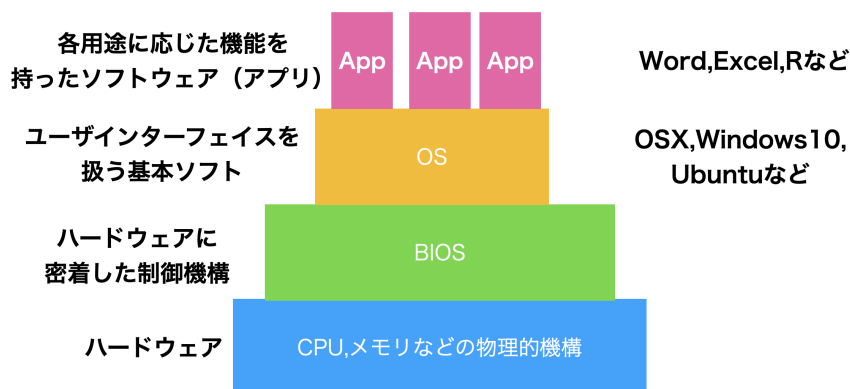 各用途に応じた機能を
持ったソフトウェア（アプリ）
App
App
App
Word,Excel,Rなど
ユーザインターフェイスを
扱う基本ソフト
OS
OSX,Windows10,
Ubuntuなど
ハードウェアに
密着した制御機構
BIOS
ハードウェア
CPU,メモリなどの物理的機構